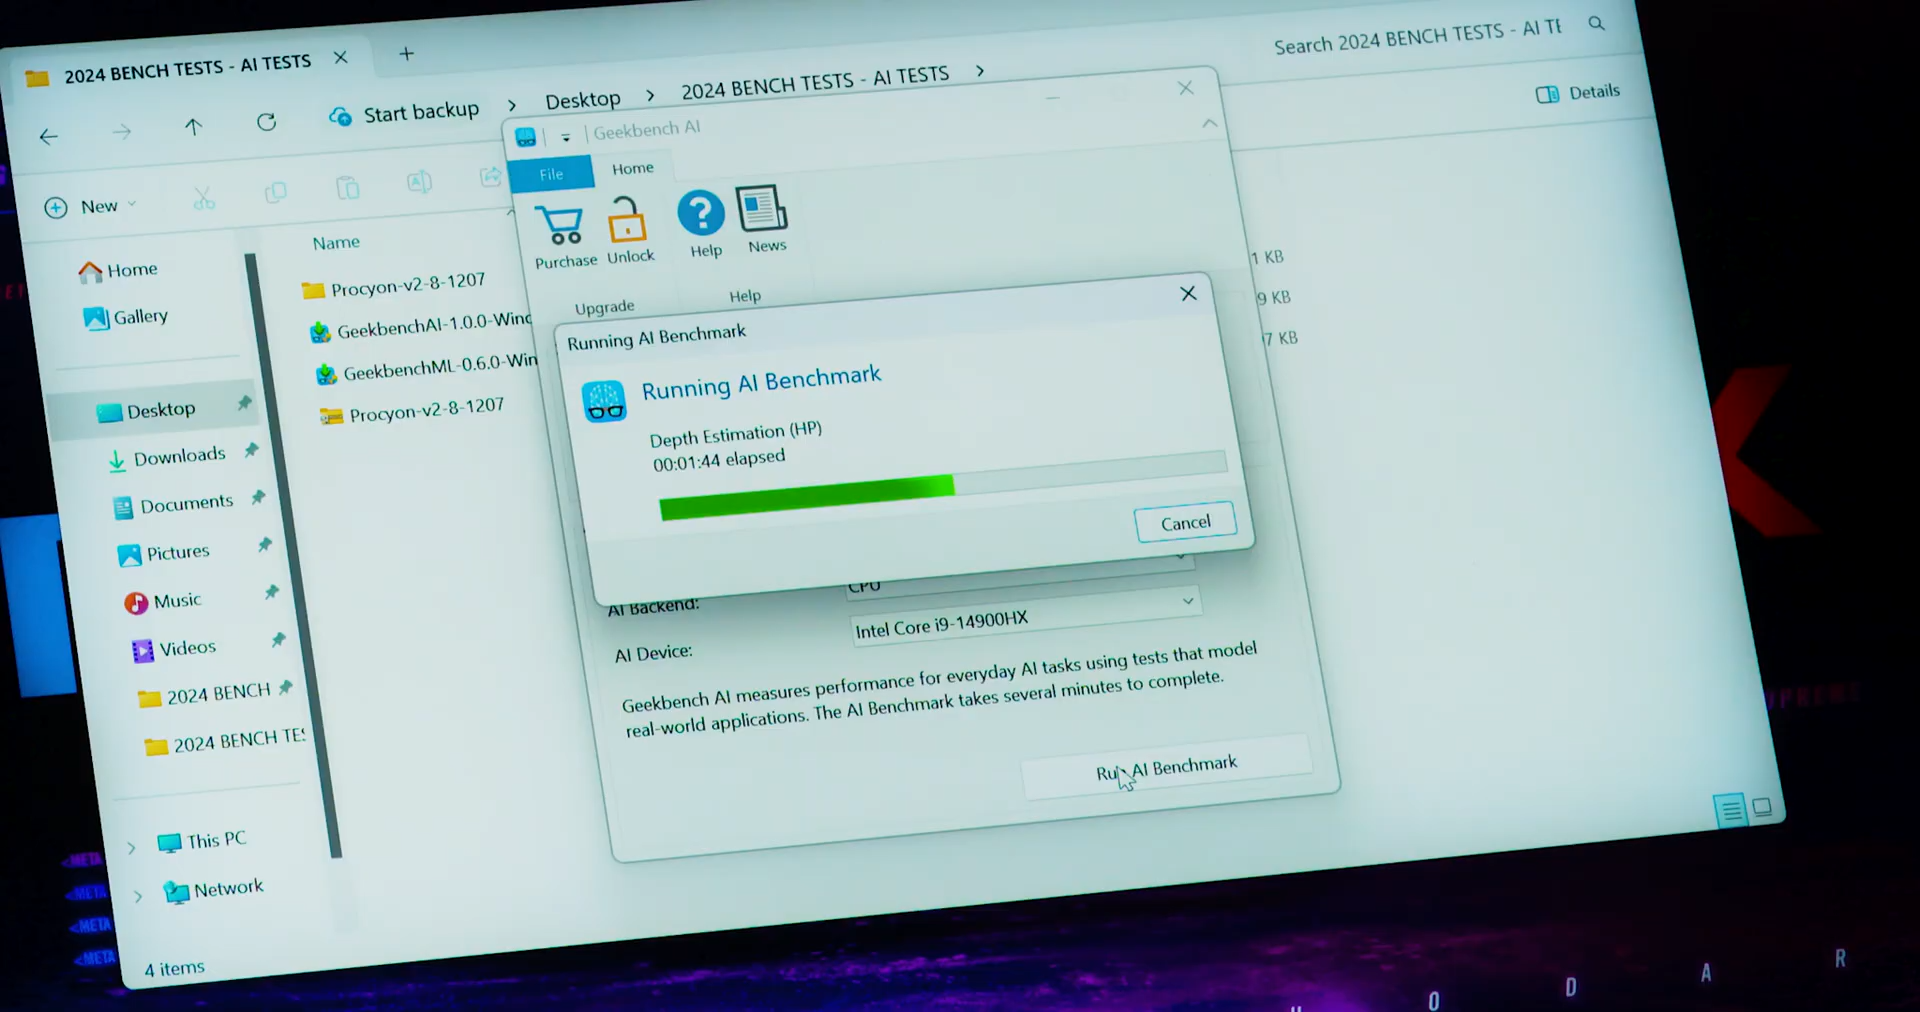 2024 BENCH TESTS - AI TESTS
Start backup
Desktop
2024 BENCH TESTS - AI TESTS
Search 2024 BENCH TESTS - AI TE
Details
New
Geekbench AI
File
Home
Purchase
Unlock
Help
News
Upgrade
Help
Name
Procyon-v2-8-1207
GeekbenchAI-1.0.0-Wind
GeekbenchML-0.6.0-Win
Procyon-v2-8-1207
1 KB
9 KB
7 KB
Home
Gallery
Desktop
Downloads
Documents
Pictures
Music
Videos
2024 BENCH
2024 BENCH TES
This PC
Network
4 items
Running AI Benchmark
Running AI Benchmark
Depth Estimation (HP)
00:01:44 elapsed
Cancel
AI Backend:
CPU
AI Device:
Intel Core i9-14900HX
Geekbench AI measures performance for everyday AI tasks using tests that model
real-world applications. The AI Benchmark takes several minutes to complete.
Run AI Benchmark
<META
<META
<META
<META
O D A R